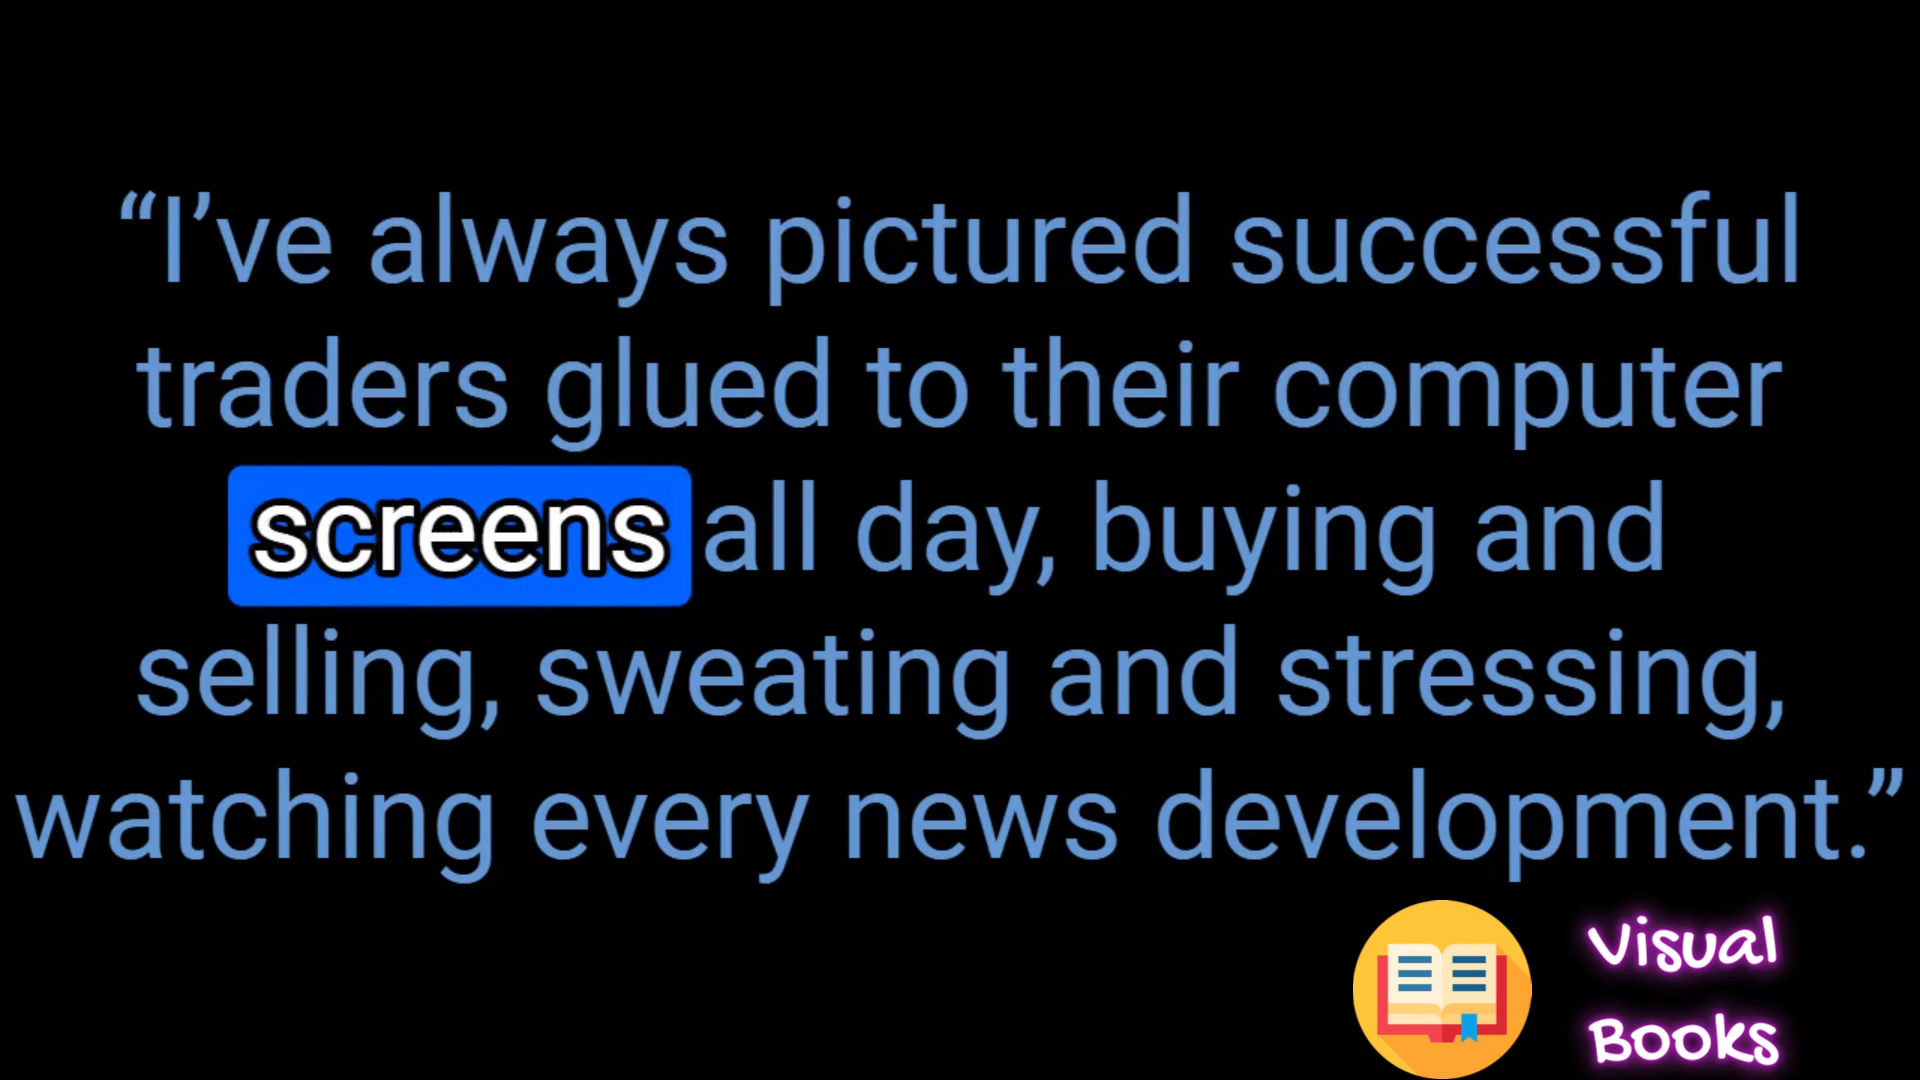 “I’ve always pictured successful
traders glued to their computer
screens all day, buying and
selling, sweating and stressing,
watching every news development.”
Visual
Books